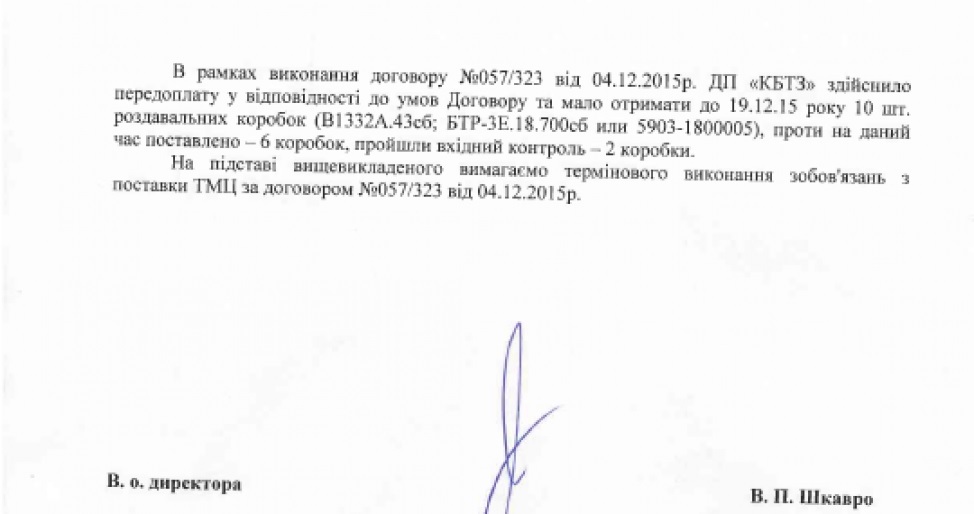 В рамках виконання договору №057/323 від 04.12.2015р. ДП «КБТЗ» здійснило
передоплату у відповідності до умов Договору та мало отримати до 19.12.15 року 10 шт.
роздавальних коробок (В1332А.43сб; БТР-3Е.18.700сб или 5903-1800005), проти на даний
час поставлено – 6 коробок, пройшли вхідний контроль – 2 коробки.
На підставі вищевикладеного вимагаємо термінового виконання зобов'язань з
поставки ТМЦ за договором №057/323 від 04.12.2015р.
В. о. директора
В. П. Шкавро